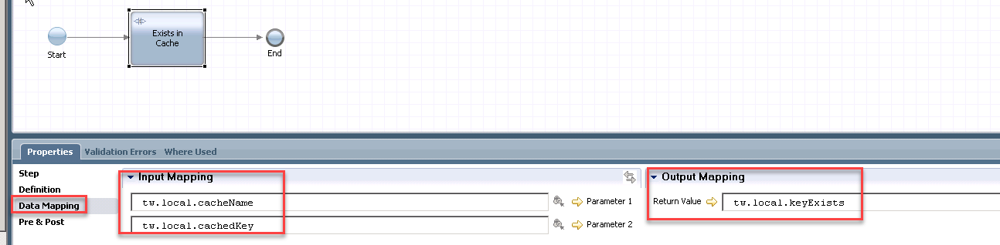 Exists in
Cache
Start
End
Properties Validation Errors Where Used
Step
Definition
Data Mapping
Pre & Post
Input Mapping
tw.local.cacheName
Parameter 1
tw.local.cachedKey
Parameter 2
Output Mapping
Return Value
tw.local.keyExists